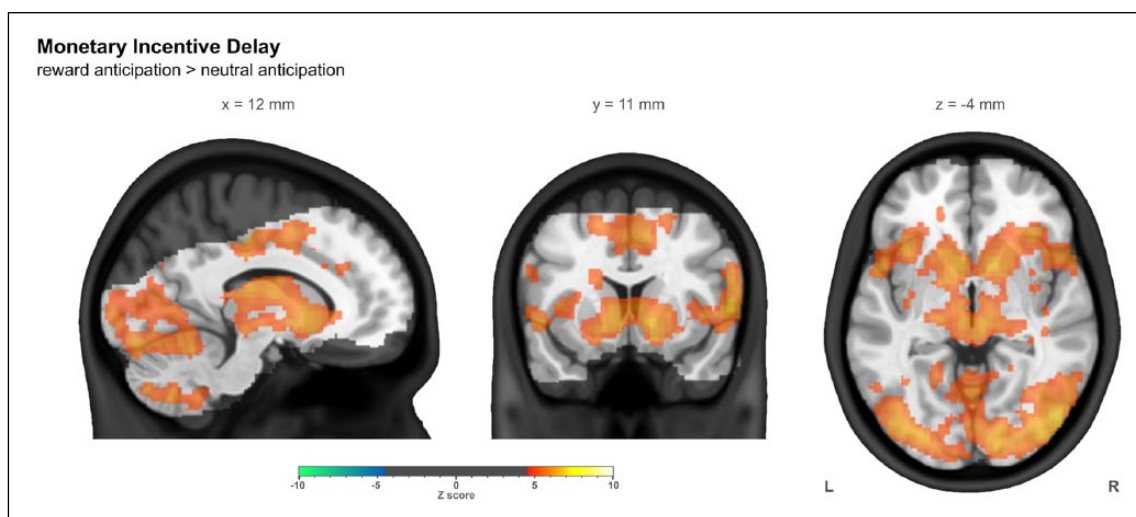 Monetary Incentive Delay
reward anticipation > neutral anticipation
x = 12 mm
y = 11 mm
z = -4 mm
L
R
-10
-5
0
5
10
Z score